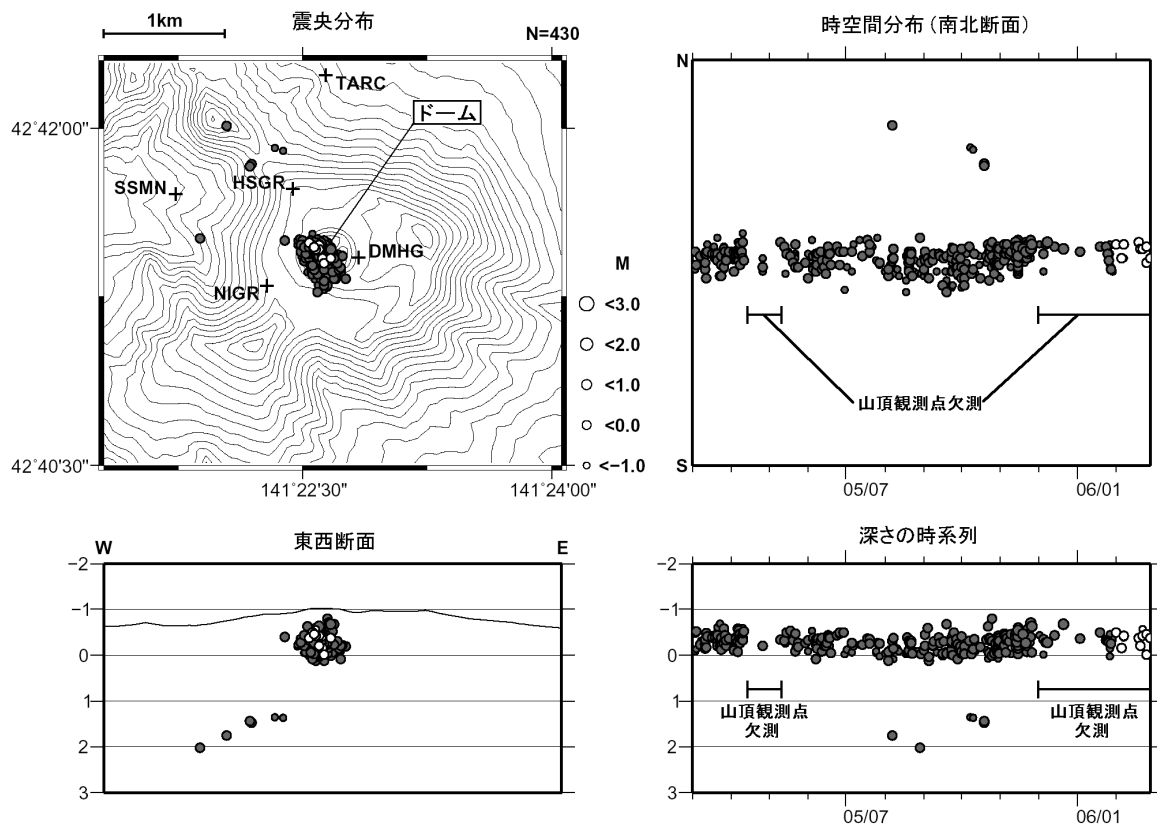 1km
震央分布
N=430
TARC
ドーム
42°42'00"
HSGR
SSMN
DMHG
NIGR
M
<3.0
<2.0
<1.0
<0.0
<−1.0
42°40'30"
141°22'30"
141°24'00"
時空間分布（南北断面）
N
山頂観測点欠測
S
05/07
06/01
東西断面
W
E
−2
−1
0
1
2
3
深さの時系列
−2
−1
0
1
山頂観測点
欠測
山頂観測点
欠測
2
3
05/07
06/01